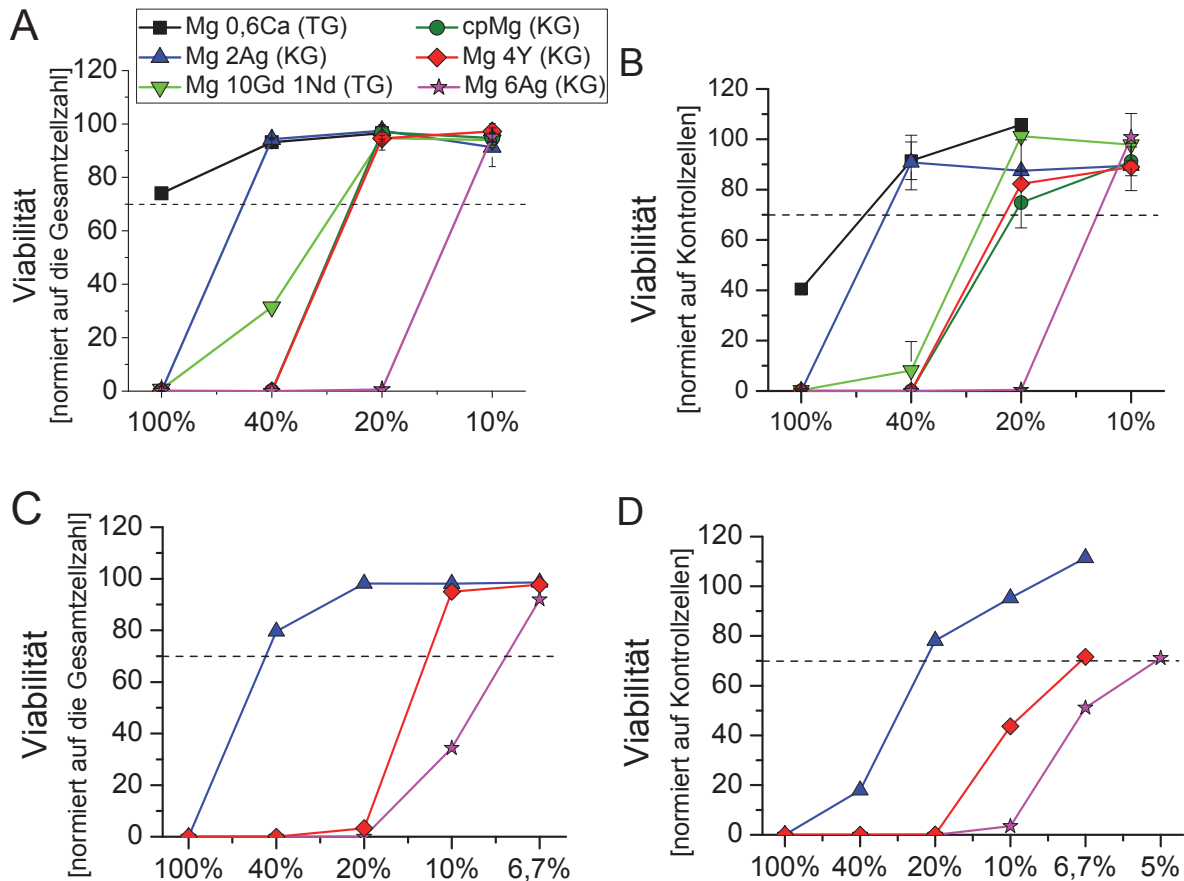 A
Mg 0,6Ca (TG)
Mg 2Ag (KG)
Mg 10Gd 1Nd (TG)
cpMg (KG)
Mg 4Y (KG)
Mg 6Ag (KG)
Viabilität
[normiert auf die Gesamtzellzahl]
120
100
80
60
40
20
0
100% 40% 20% 10%
B
Viabilität
[normiert auf Kontrollzellen]
120
100
80
60
40
20
0
100% 40% 20% 10%
C
Viabilität
[normiert auf die Gesamtzellzahl]
120
100
80
60
40
20
0
100% 40% 20% 10% 6,7%
D
Viabilität
[normiert auf Kontrollzellen]
120
100
80
60
40
20
0
100% 40% 20% 10% 6,7% 5%